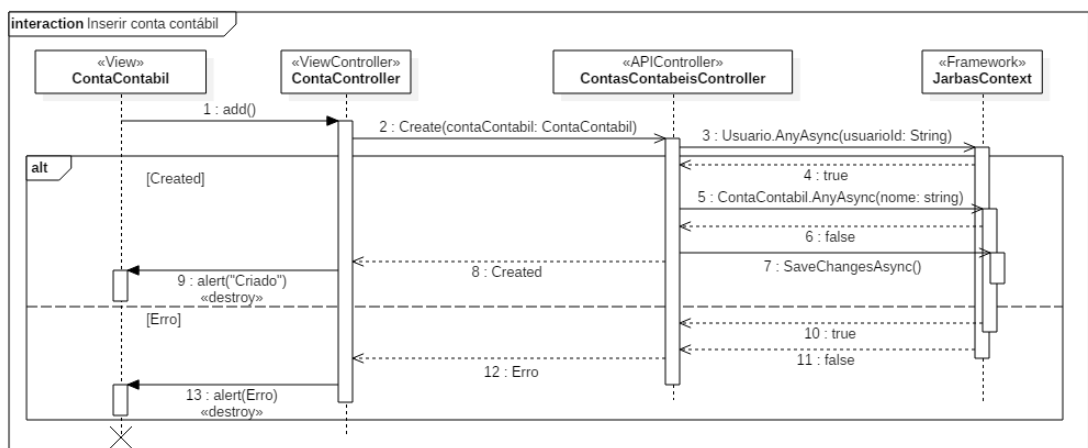 interaction Inserir conta contábil
«View»
ContaContabil
«ViewController»
ContaController
«APIController»
ContasContabeisController
«Framework»
JarbasContext
1 : add()
2 : Create(contaContabil: ContaContabil)
3 : Usuario.AnyAsync(usuarioId: String)
alt
[Created]
4 : true
5 : ContaContabil.AnyAsync(nome: string)
6 : false
7 : SaveChangesAsync()
8 : Created
9 : alert("Criado")
«destroy»
[Erro]
10 : true
11 : false
12 : Erro
13 : alert(Erro)
«destroy»